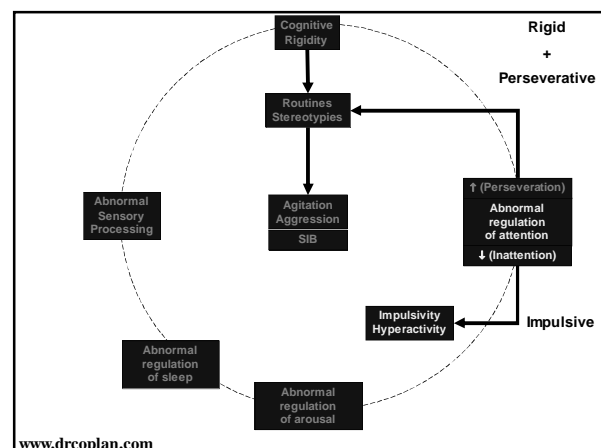 Cognitive
Rigidity
Rigid
+
Perseverative
Routines
Stereotypies
↑ (Perseveration)
Abnormal
regulation
of attention
↓ (Inattention)
Abnormal
Sensory
Processing
Agitation
Aggression
SIB
Impulsivity
Hyperactivity
Impulsive
Abnormal
regulation
of sleep
Abnormal
regulation
of arousal
www.drcoplan.com